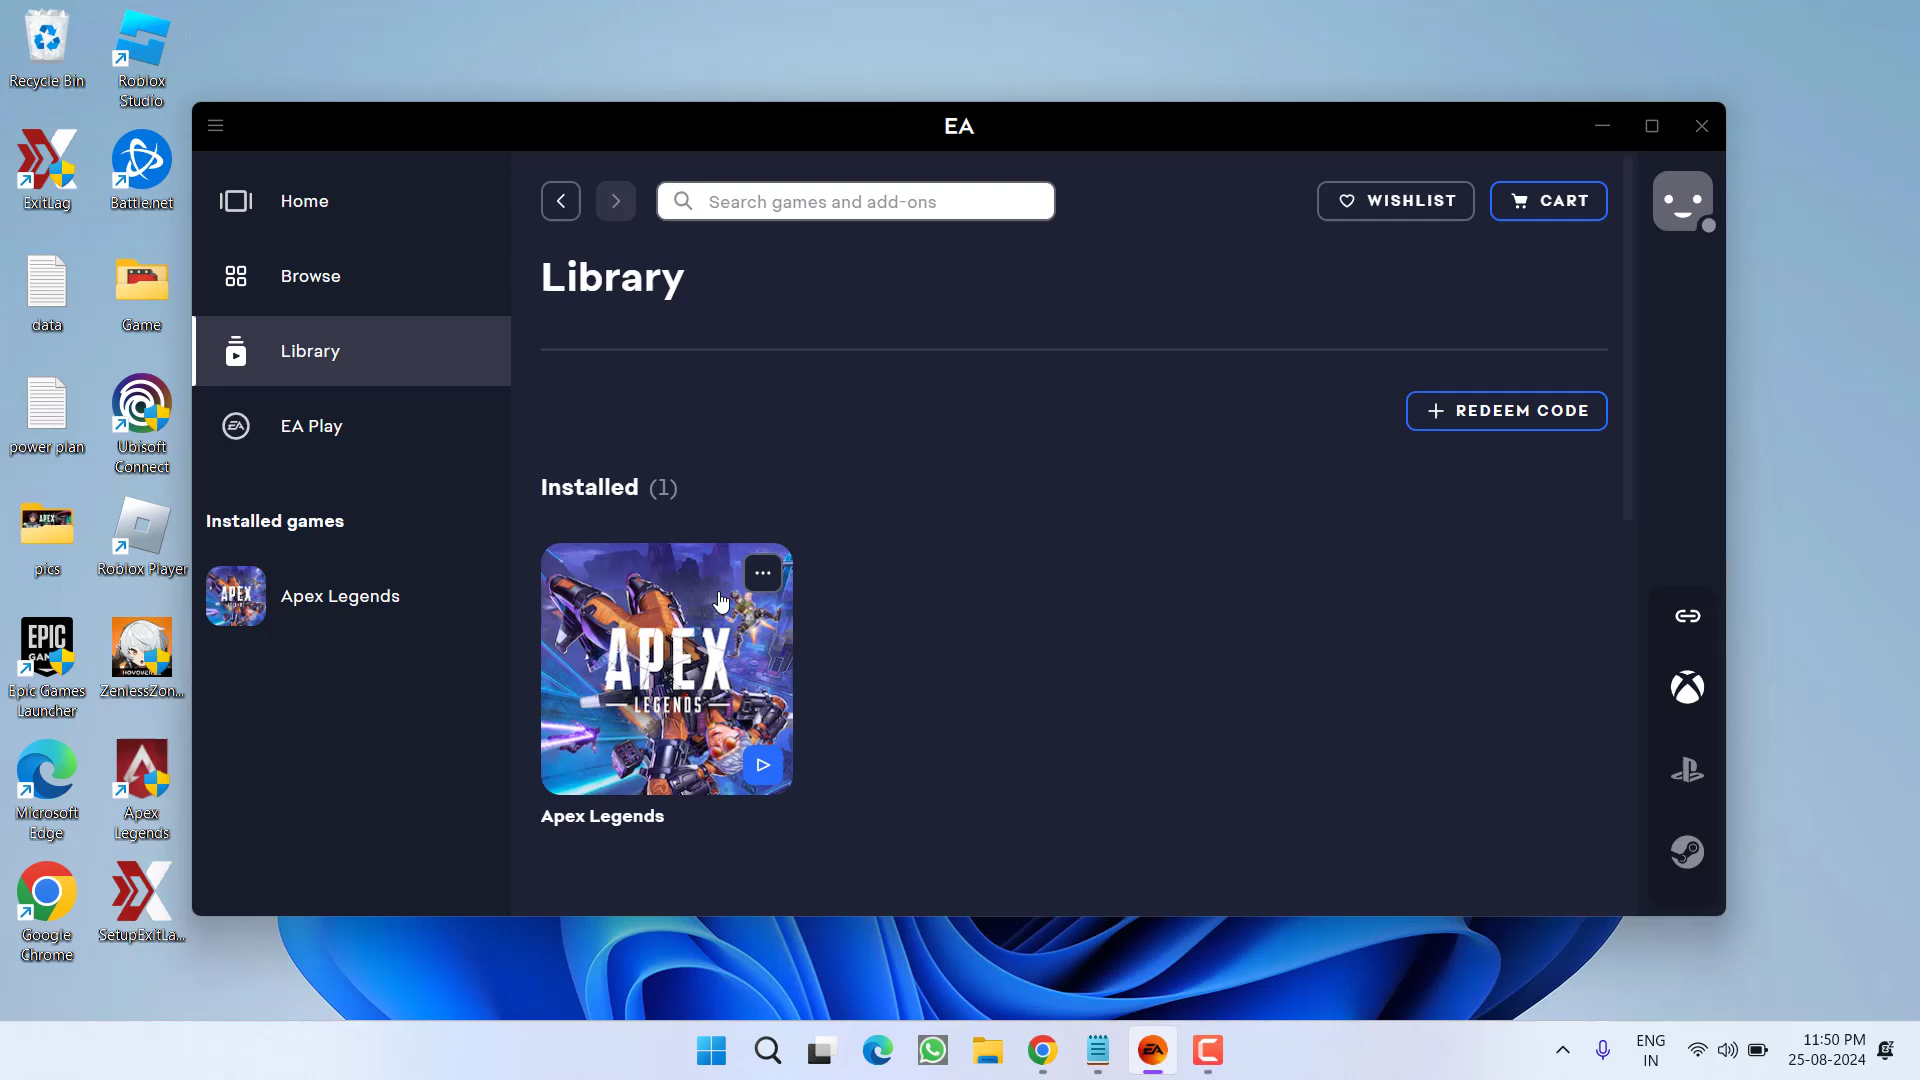 Recycle Bin
Roblox
Studio
ExitLag
Battle.net
data
Game
power plan
Ubisoft
Connect
pics
Roblox Player
EPIC
Epic Games
Launcher
ZenlessZon...
Microsoft
Edge
Apex
Legends
Google
Chrome
SetupExitLa...
EA
Home
Browse
Library
EA Play
Installed games
APEX
Apex Legends
Search games and add-ons
WISHLIST
CART
Library
REDEEM CODE
Installed (1)
APEX
LEGENDS
Apex Legends
EA
ENG
IN
11:50 PM
25-08-2024